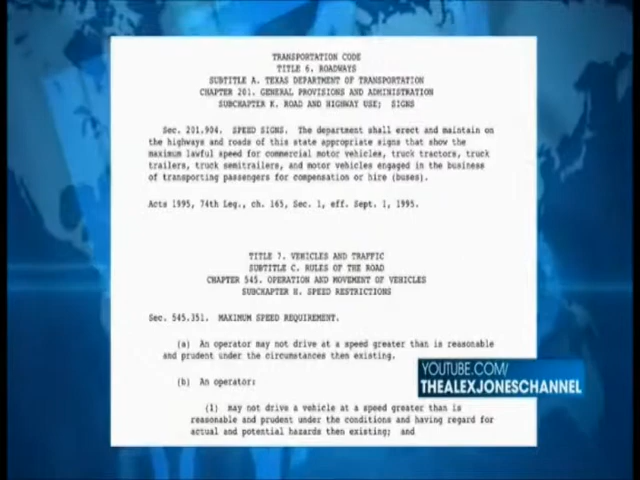 TRANSPORTATION CODE
TITLE 6. ROADWAYS
SUBTITLE A. TEXAS DEPARTMENT OF TRANSPORTATION
CHAPTER 201. GENERAL PROVISIONS AND ADMINISTRATION
SUBCHAPTER K. ROAD AND HIGHWAY USE; SIGNS
Sec. 201.904. SPEED SIGNS. The department shall erect and maintain on
the highways and roads of this state appropriate signs that show the
maximum lawful speed for commercial motor vehicles, truck tractors, truck
trailers, truck semitrailers, and motor vehicles engaged in the business
of transporting passengers for compensation or hire (buses).
Acts 1995, 74th Leg., ch. 165, Sec. 1, eff. Sept. 1, 1995.
TITLE 7. VEHICLES AND TRAFFIC
SUBTITLE C. RULES OF THE ROAD
CHAPTER 545. OPERATION AND MOVEMENT OF VEHICLES
SUBCHAPTER H. SPEED RESTRICTIONS
Sec. 545.351. MAXIMUM SPEED REQUIREMENT.
(a) An operator may not drive at a speed greater than is reasonable
and prudent under the circumstances then existing.
(b) An operator:
YOUTUBE.COM/
THEALEXJONESCHANNEL
(1) may not drive a vehicle at a speed greater than is
reasonable and prudent under the conditions and having regard for
actual and potential hazards then existing; and